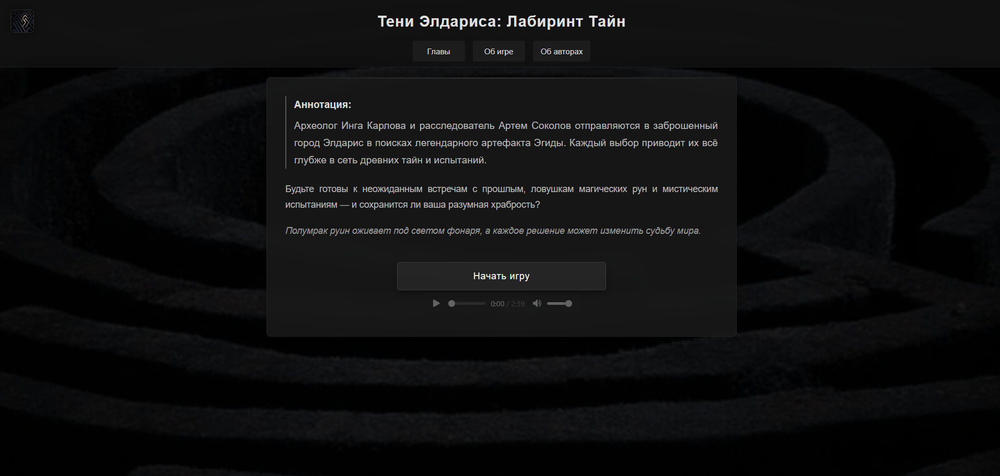 Тени Элдариса: Лабиринт Тайн
Главы
Об игре
Об авторах
Аннотация:
Археолог Инга Карлова и расследователь Артем Соколов отправляются в заброшенный
город Элдарис в поисках легендарного артефакта Эгиды. Каждый выбор приводит их всё
глубже в сеть древних тайн и испытаний.
Будьте готовы к неожиданным встречам с прошлым, ловушкам магических рун и мистическим
испытаниям — и сохранится ли ваша разумная храбрость?
Полумрак руин оживает под светом фонаря, а каждое решение может изменить судьбу мира.
Начать игру
0:00 / 2:39